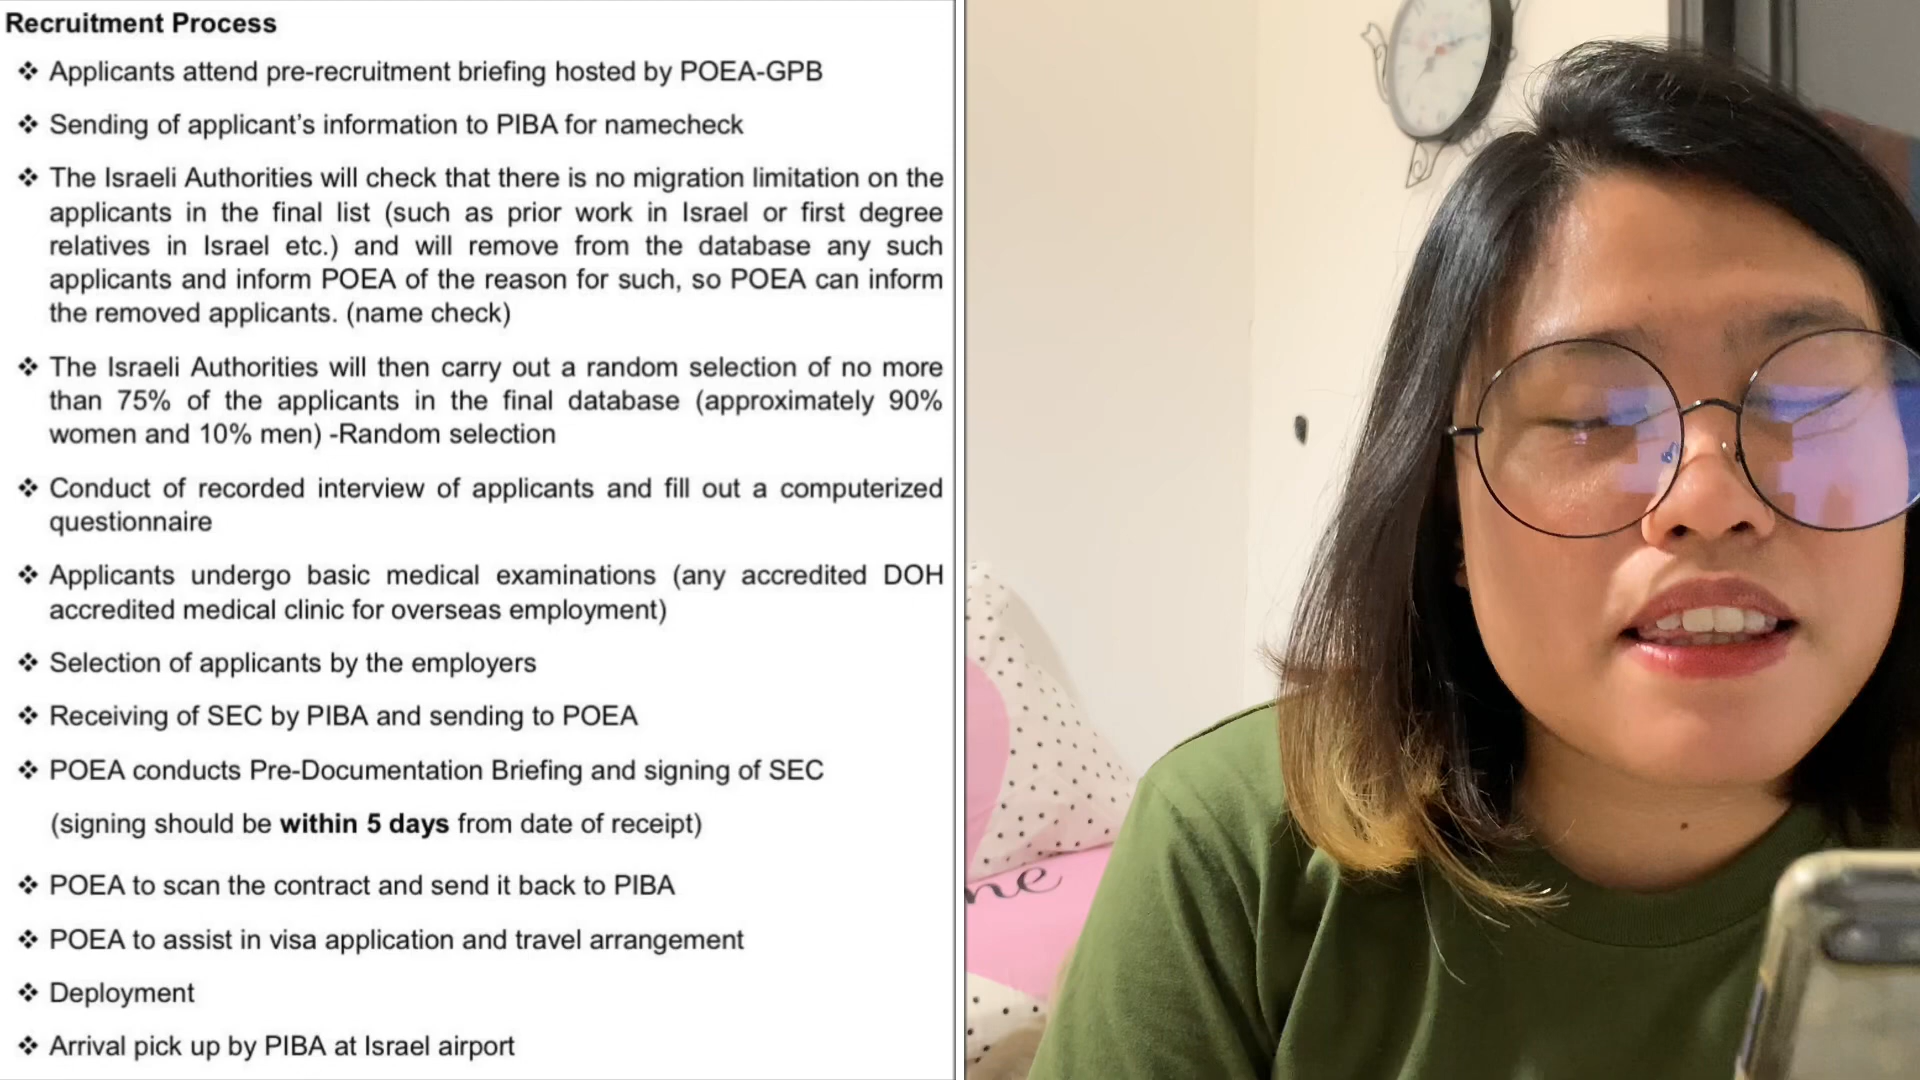 Recruitment Process
❖ Applicants attend pre-recruitment briefing hosted by POEA-GPB
❖ Sending of applicant's information to PIBA for namecheck
❖ The Israeli Authorities will check that there is no migration limitation on the
applicants in the final list (such as prior work in Israel or first degree
relatives in Israel etc.) and will remove from the database any such
applicants and inform POEA of the reason for such, so POEA can inform
the removed applicants. (name check)
❖ The Israeli Authorities will then carry out a random selection of no more
than 75% of the applicants in the final database (approximately 90%
women and 10% men) -Random selection
❖ Conduct of recorded interview of applicants and fill out a computerized
questionnaire
❖ Applicants undergo basic medical examinations (any accredited DOH
accredited medical clinic for overseas employment)
❖ Selection of applicants by the employers
❖ Receiving of SEC by PIBA and sending to POEA
❖ POEA conducts Pre-Documentation Briefing and signing of SEC
(signing should be within 5 days from date of receipt)
❖ POEA to scan the contract and send it back to PIBA
❖ POEA to assist in visa application and travel arrangement
❖ Deployment
❖ Arrival pick up by PIBA at Israel airport